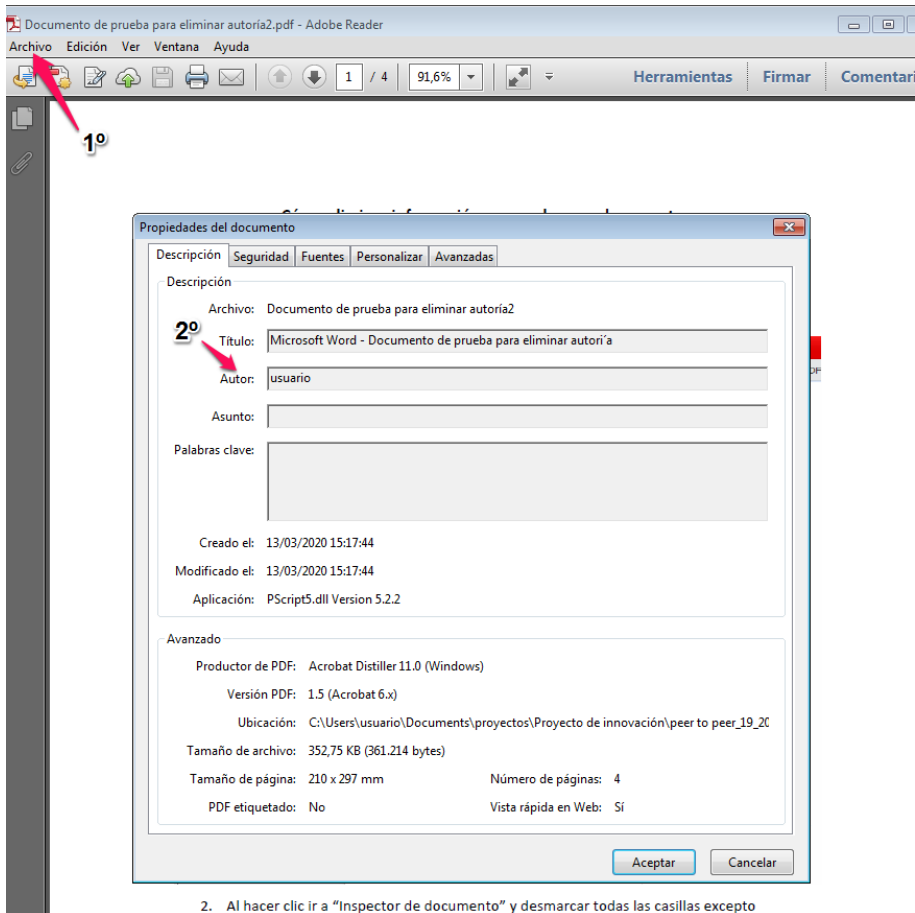 Documento de prueba para eliminar autoría2.pdf - Adobe Reader
Archivo Edición Ver Ventana Ayuda
1 / 4 91,6% Herramientas Firmar Comentari
1º
Propiedades del documento
Descripción Seguridad Fuentes Personalizar Avanzadas
Descripción
Archivo: Documento de prueba para eliminar autoría2
2º
Título: Microsoft Word - Documento de prueba para eliminar autori´a
Autor: usuario
Asunto:
Palabras clave:
Creado el: 13/03/2020 15:17:44
Modificado el: 13/03/2020 15:17:44
Aplicación: PScript5.dll Version 5.2.2
Avanzado
Productor de PDF: Acrobat Distiller 11.0 (Windows)
Versión PDF: 1.5 (Acrobat 6.x)
Ubicación: C:\Users\usuario\Documents\proyectos\Proyecto de innovación\peer to peer_19_20
Tamaño de archivo: 352,75 KB (361.214 bytes)
Tamaño de página: 210 x 297 mm Número de páginas: 4
PDF etiquetado: No Vista rápida en Web: Sí
Aceptar Cancelar
2. Al hacer clic ir a “Inspector de documento” y desmarcar todas las casillas excepto